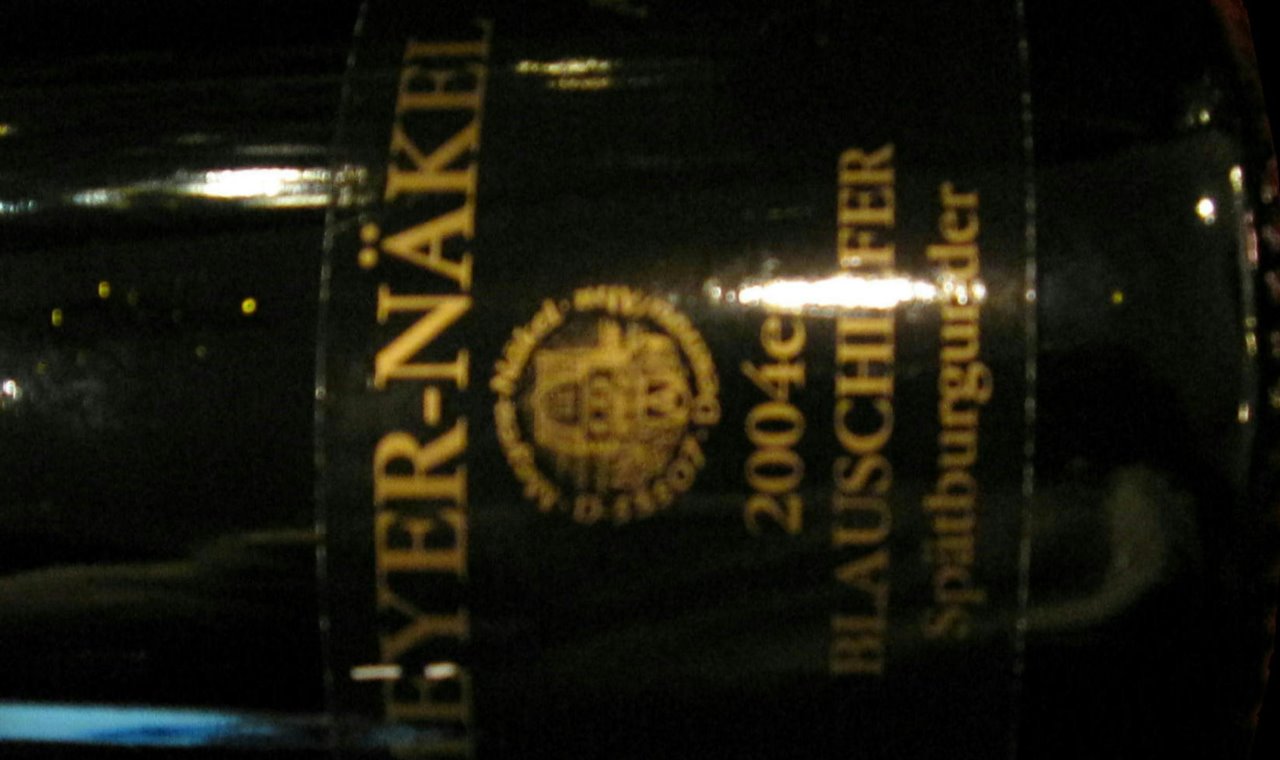 EYER-NÄKEL
2004er
BLAUSCHIEFER
Spätburgunder